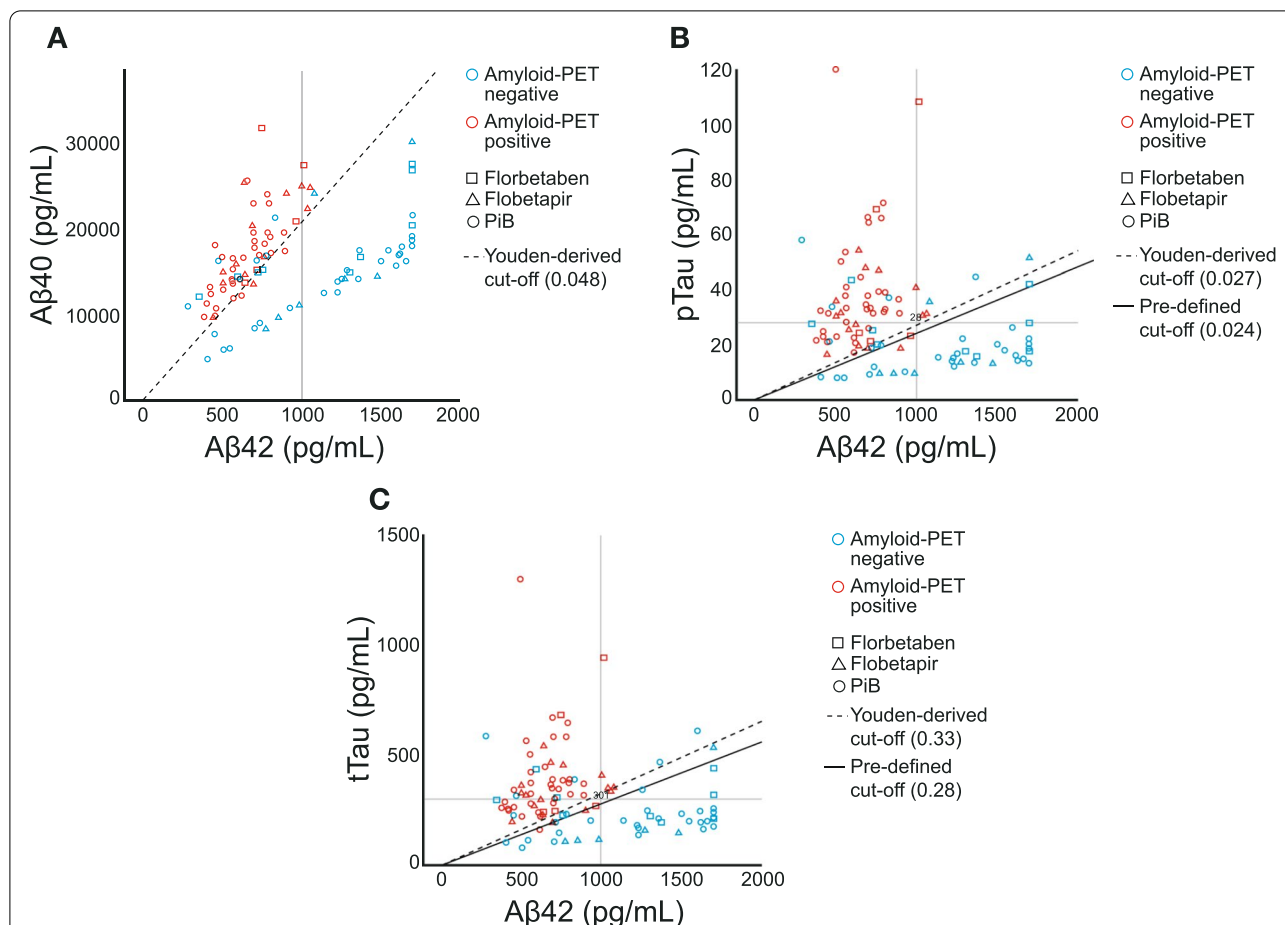 A
Aβ40 (pg/mL)
30000
20000
10000
0
0 500 1000 1500 2000
Aβ42 (pg/mL)
Amyloid-PET
negative
Amyloid-PET
positive
Florbetaben
Flobetapir
PiB
Youden-derived
cut-off (0.048)
B
pTau (pg/mL)
120
100
80
60
40
20
0
28
0 500 1000 1500 2000
Aβ42 (pg/mL)
Amyloid-PET
negative
Amyloid-PET
positive
Florbetaben
Flobetapir
PiB
Youden-derived
cut-off (0.027)
Pre-defined
cut-off (0.024)
C
tTau (pg/mL)
1500
1000
500
0
301
0 500 1000 1500 2000
Aβ42 (pg/mL)
Amyloid-PET
negative
Amyloid-PET
positive
Florbetaben
Flobetapir
PiB
Youden-derived
cut-off (0.33)
Pre-defined
cut-off (0.28)